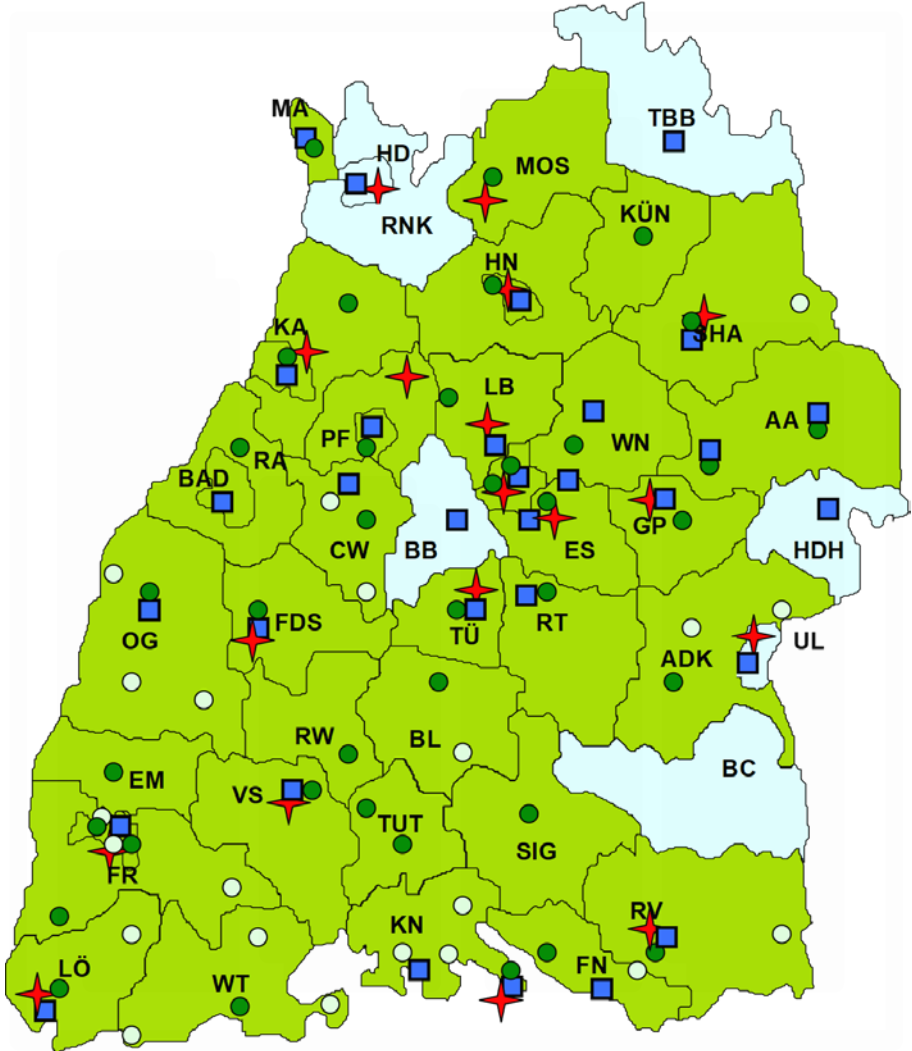 MA
TBB
HD
MOS
KÜN
RNK
HN
KA
SHA
LB
AA
PF
WN
RA
BAD
GP
CW
BB
ES
HDH
FDS
RT
TÜ
OG
UL
ADK
RW
BL
BC
EM
VS
TUT
SIG
FR
RV
KN
LÖ
FN
WT